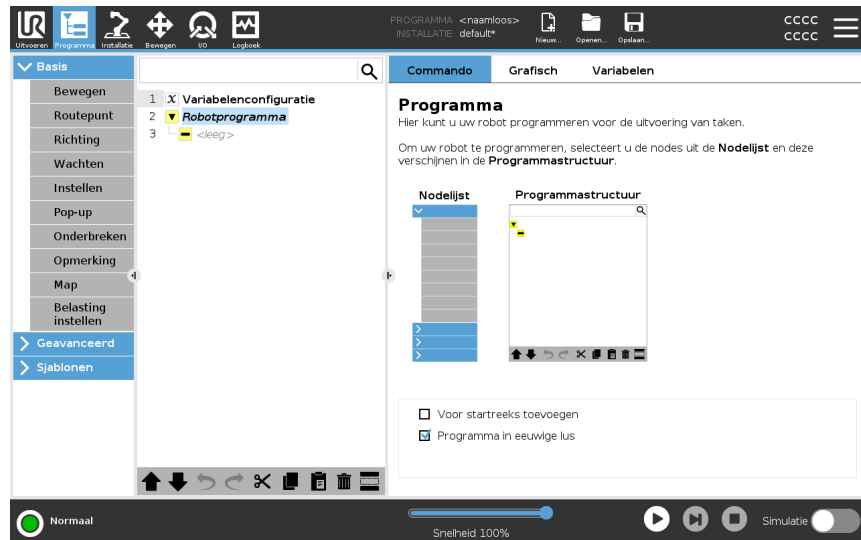 PROGRAMMA <naamloos>
INSTALLATIE default*
UR
Uitvoeren
Programma
Installatie
Bewegen
I/O
Logboek
Nieuw...
Openen...
Opslaan...
CCCC
CCCC
Basis
Bewegen
Routepunt
Richting
Wachten
Instellen
Pop-up
Onderbreken
Opmerking
Map
Belasting
instellen
Geavanceerd
Sjablonen
1 X Variabelenconfiguratie
2 Robotprogramma
3 <leeg>
Commando
Grafisch
Variabelen
Programma
Hier kunt u uw robot programmeren voor de uitvoering van taken.
Om uw robot te programmeren, selecteert u de nodes uit de Nodelijst en deze
verschijnen in de Programmastructuur.
Nodelijst
Programmastructuur
Voor startreeks toevoegen
Programma in eeuwige lus
Normaal
Snelheid 100%
Simulatie